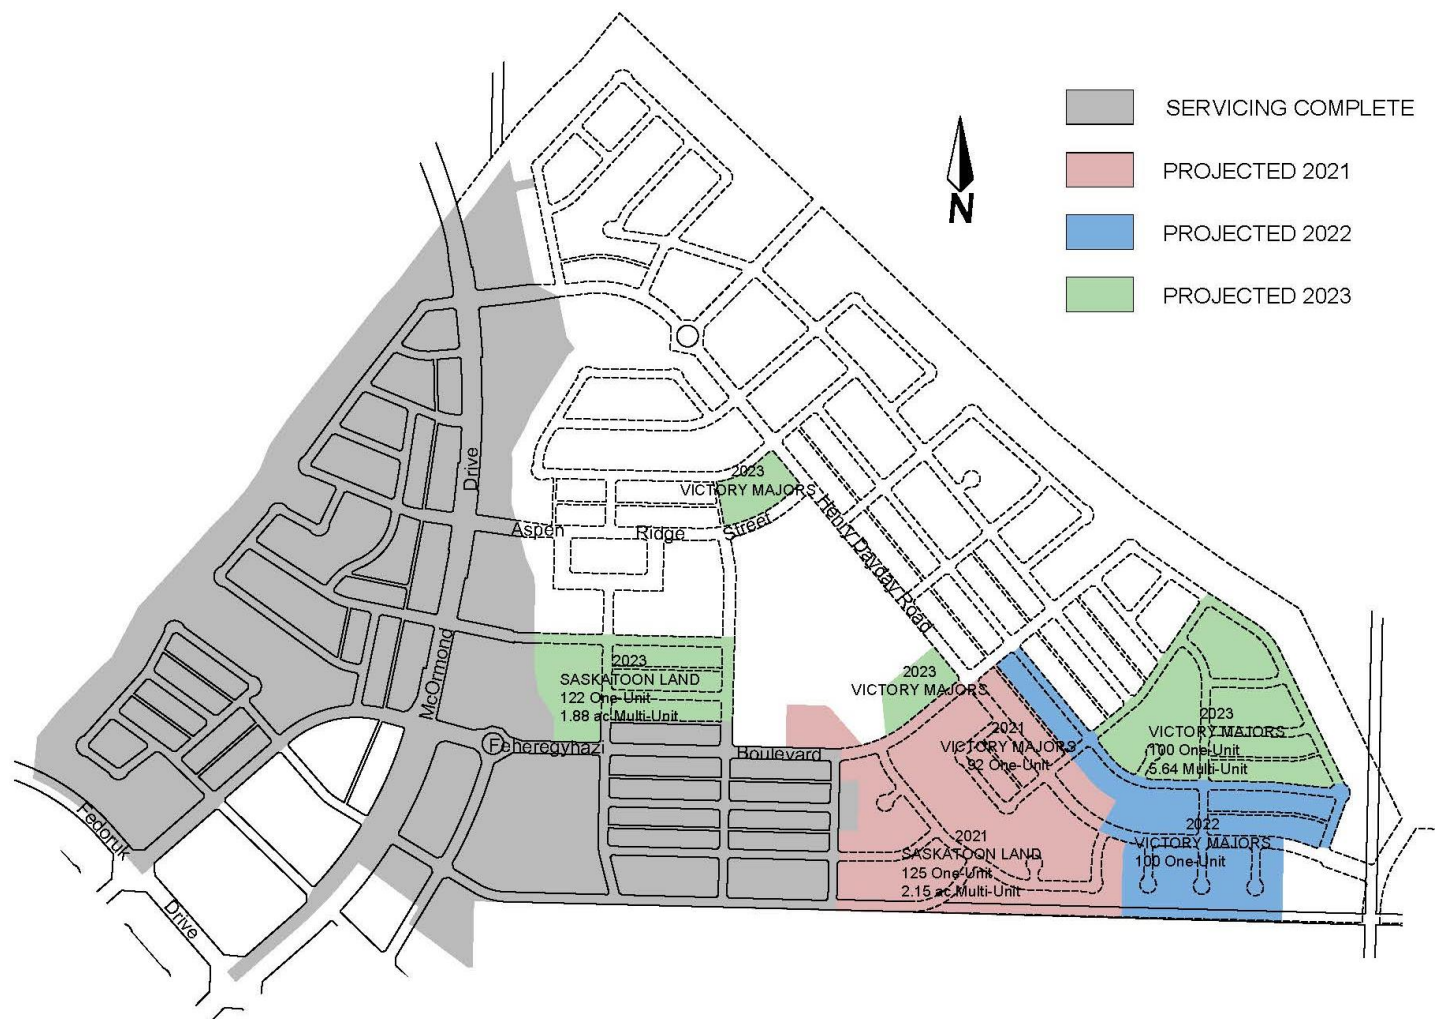 SERVICING COMPLETE
PROJECTED 2021
PROJECTED 2022
PROJECTED 2023
N
Drive
2023
VICTORY MAJORS
Aspen Ridge Street
Henry Dayday Road
McOrmond
2023
SASKATOON LAND
122 One-Unit
1.88 ac Multi-Unit
2023
VICTORY MAJORS
2021
VICTORY MAJORS
92 One-Unit
2023
VICTORY MAJORS
100 One-Unit
5.64 Multi-Unit
Feheregyhazi Boulevard
2021
SASKATOON LAND
125 One-Unit
2.15 ac Multi-Unit
2022
VICTORY MAJORS
100 One-Unit
Fedoruk
Drive